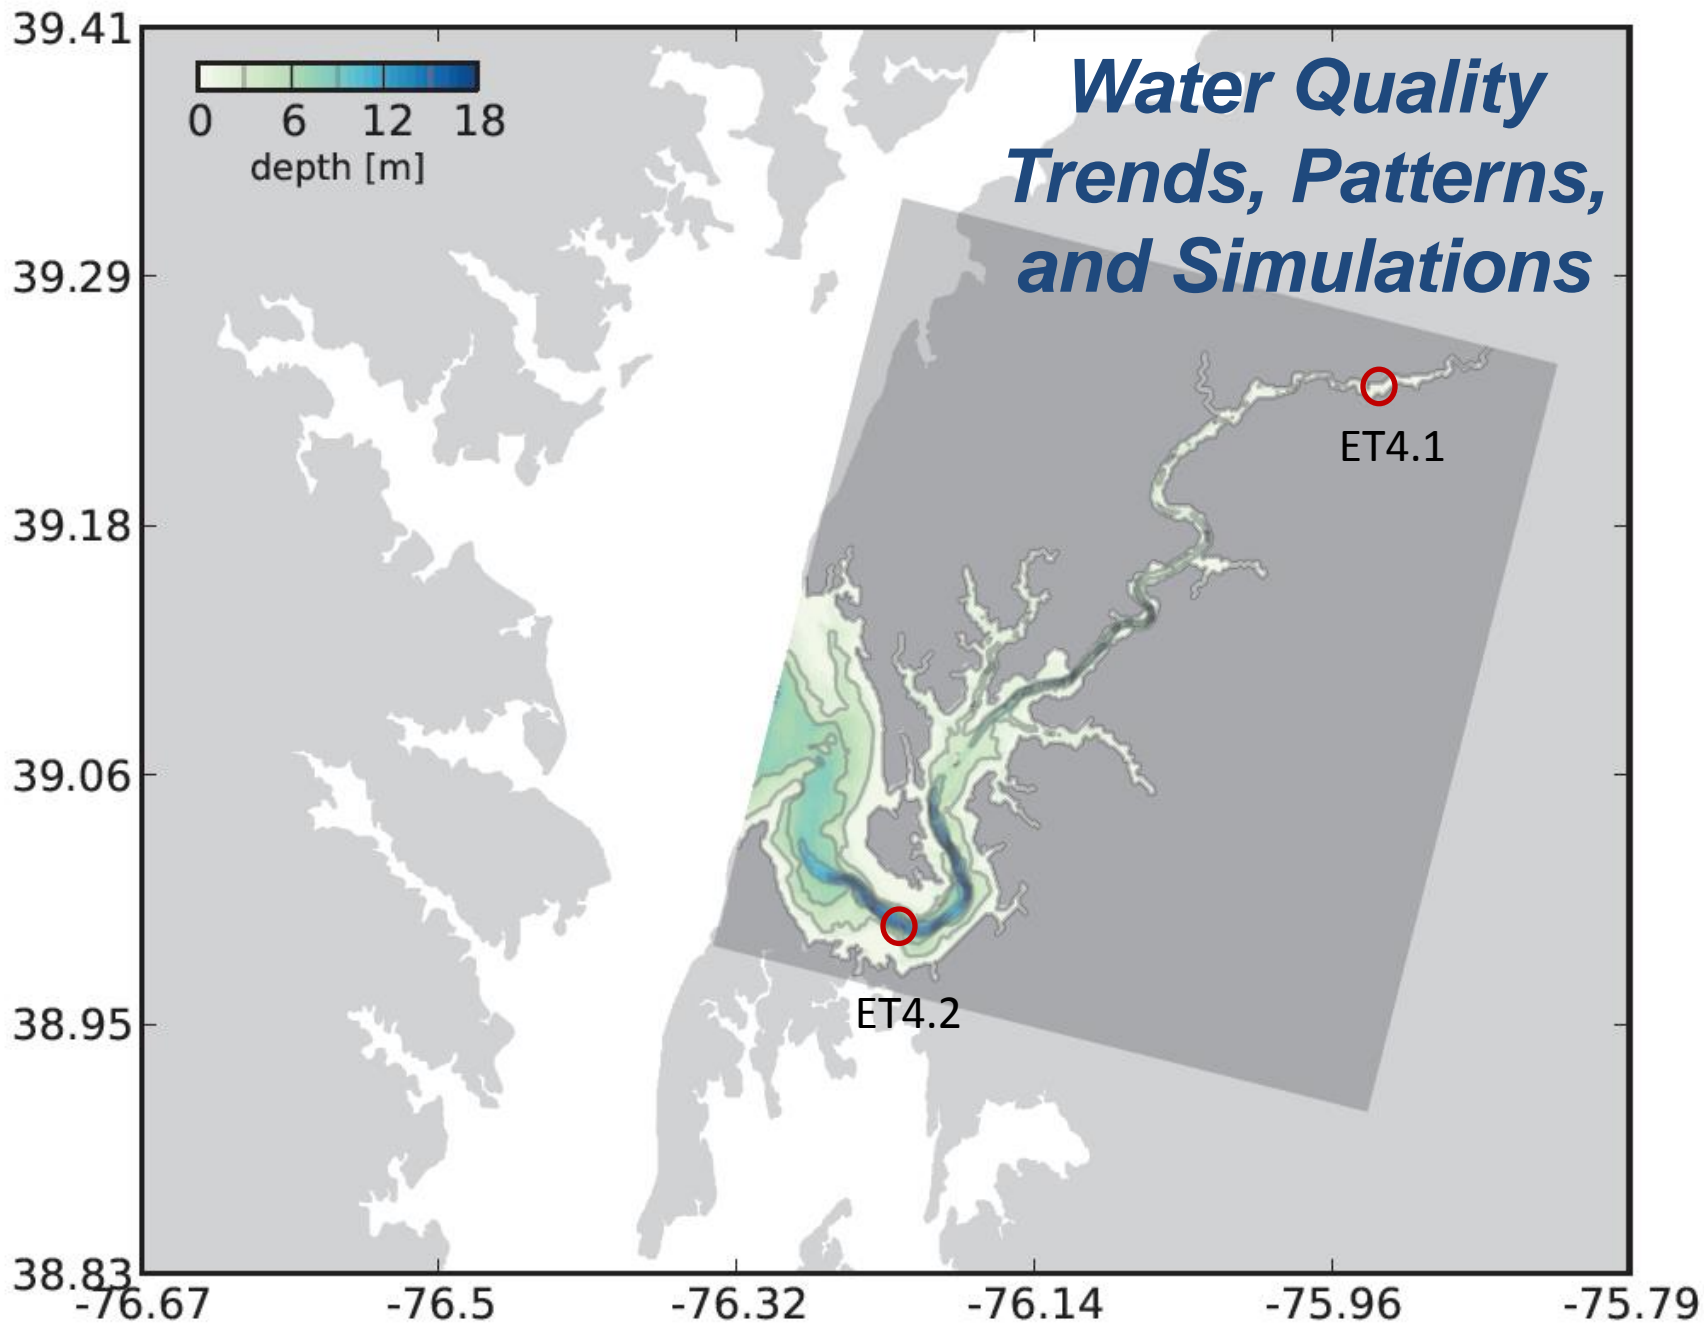 39.41
Water Quality
Trends, Patterns,
and Simulations
0 6 12 18
depth [m]
39.29
ET4.1
39.18
39.06
ET4.2
38.95
38.83
-76.67 -76.5 -76.32 -76.14 -75.96 -75.79